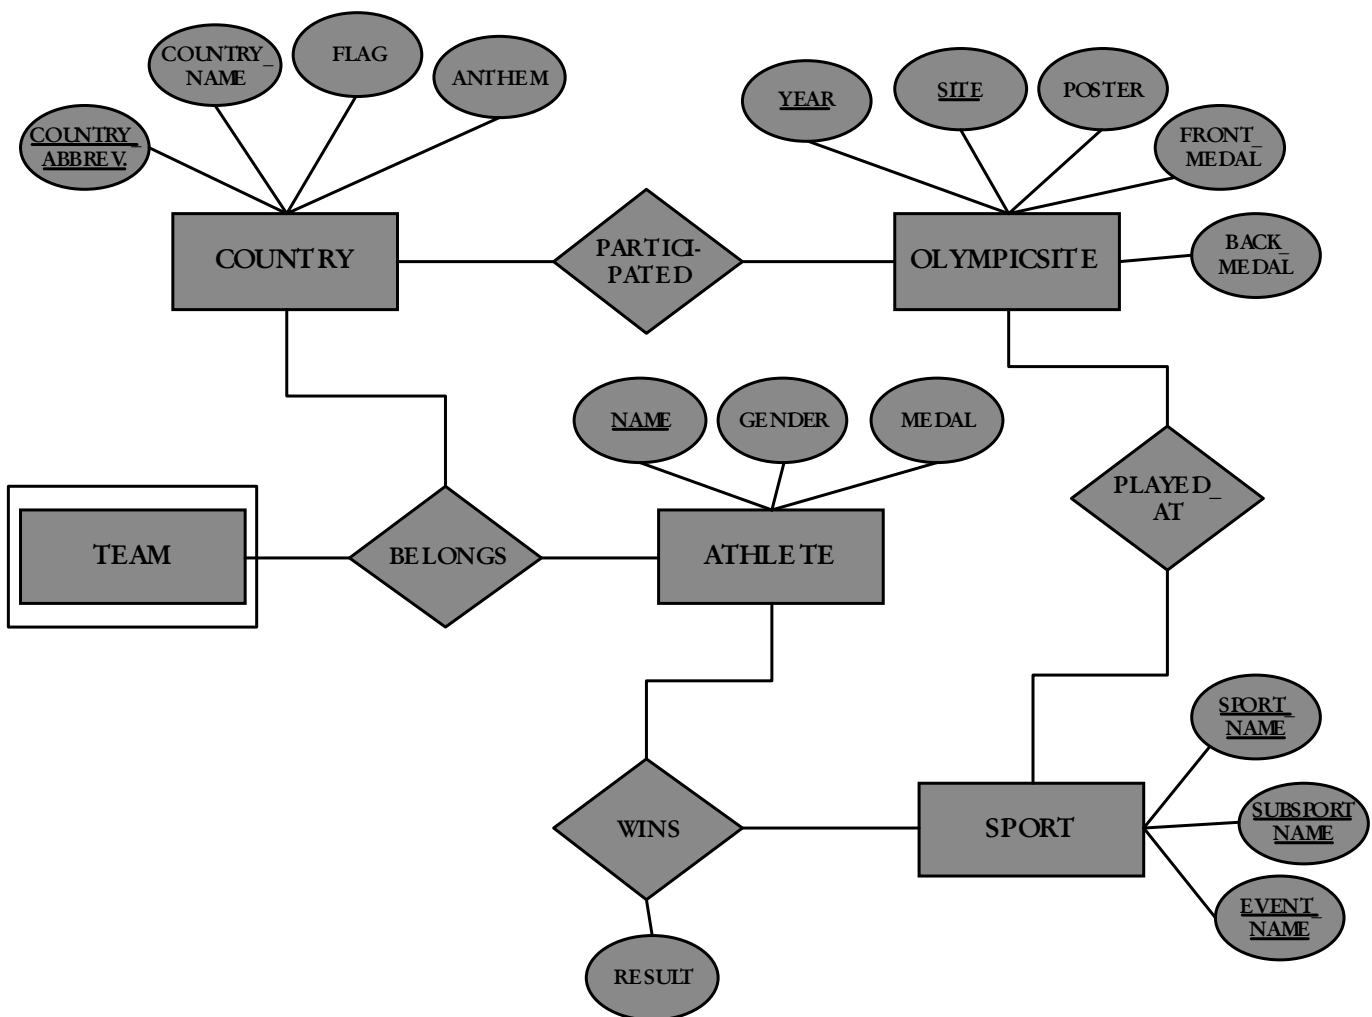 COUNTRY_
NAME
FLAG
ANTHEM
COUNTRY_
ABBREV.
YEAR
SITE
POSTER
FRONT_
MEDAL
BACK_
MEDAL
COUNTRY
PARTICI-
PATED
OLYMPICSITE
NAME
GENDER
MEDAL
PLAYED_
AT
TEAM
BELONGS
ATHLETE
SPORT_
NAME
SUBSPORT
NAME
EVENT_
NAME
WINS
SPORT
RESULT